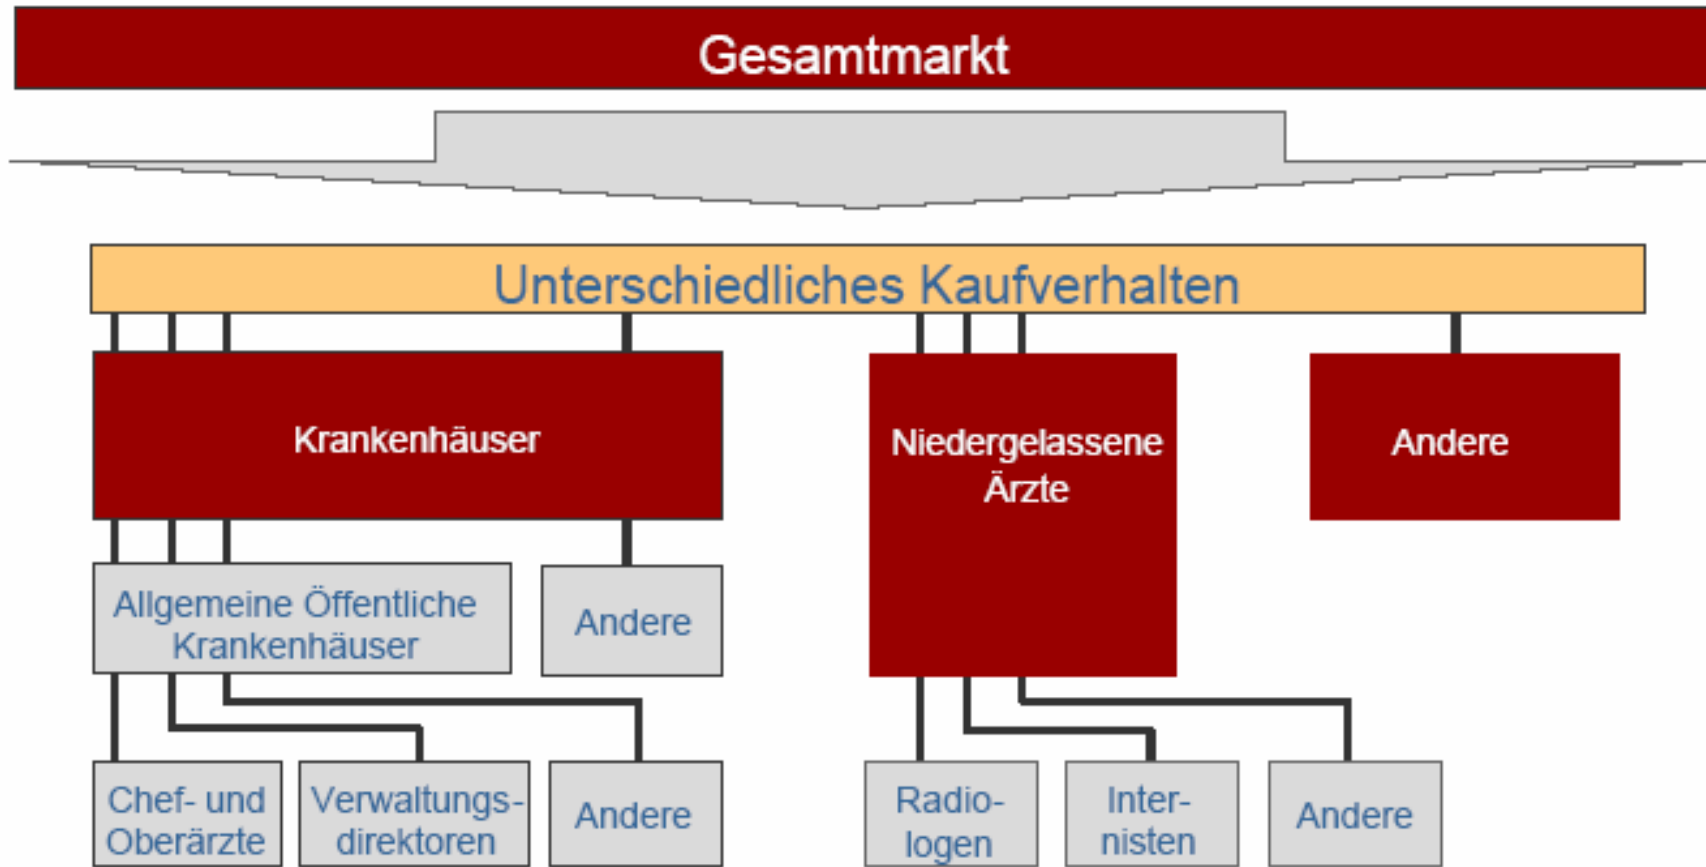 Gesamtmarkt
Unterschiedliches Kaufverhalten
Krankenhäuser
Niedergelassene
Ärzte
Andere
Allgemeine Öffentliche
Krankenhäuser
Andere
Chef- und
Oberärzte
Verwaltungs-
direktoren
Andere
Radio-
logen
Inter-
nisten
Andere